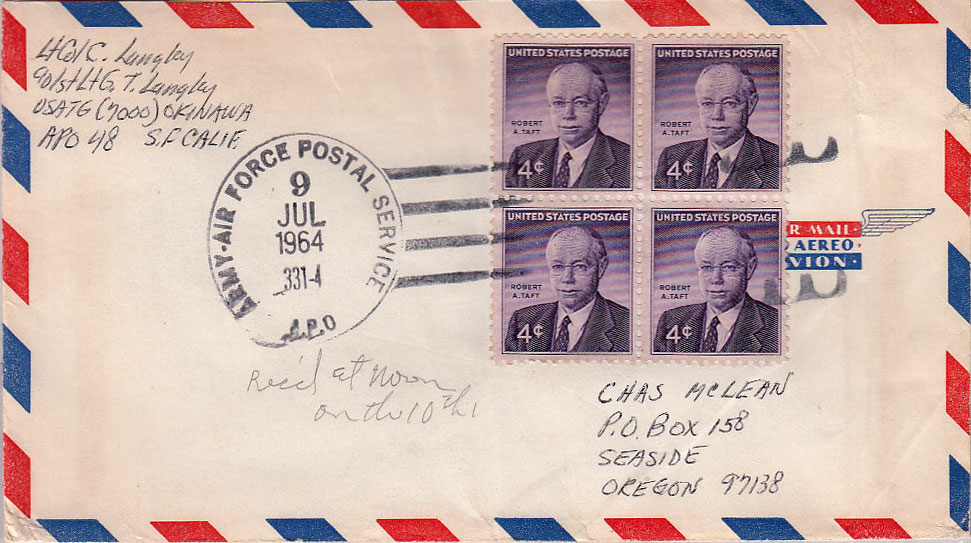 Lt Col C. Langley
90/st LtG. T. Langley
USATG (7000) OKINAWA
APO 48 S.F CALIF.
ARMY-AIR FORCE POSTAL SERVICE
9
JUL
1964
331-4
A.P.O
UNITED STATES POSTAGE
ROBERT
A. TAFT
4¢
UNITED STATES POSTAGE
ROBERT
A. TAFT
4¢
UNITED STATES POSTAGE
ROBERT
A. TAFT
4¢
UNITED STATES POSTAGE
ROBERT
A. TAFT
4¢
R MAIL
AEREO
VION
Rec'd at Noon
on the 10th
CHAS McLEAN
P.O. BOX 158
SEASIDE
OREGON 97138